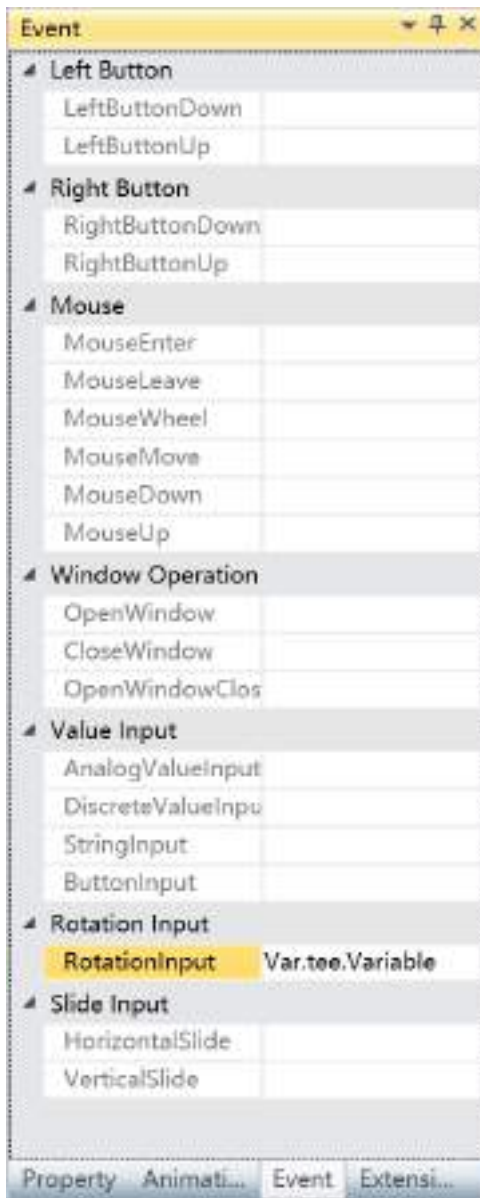 Event
Left Button
LeftButtonDown
LeftButtonUp
Right Button
RightButtonDown
RightButtonUp
Mouse
MouseEnter
MouseLeave
MouseWheel
MouseMove
MouseDown
MouseUp
Window Operation
OpenWindow
CloseWindow
OpenWindowClos
Value Input
AnalogValueInput
DiscreteValueInpu
StringInput
ButtonInput
Rotation Input
RotationInput Var.tee.Variable
Slide Input
HorizontalSlide
VerticalSlide
Property Animati... Event Extensi...